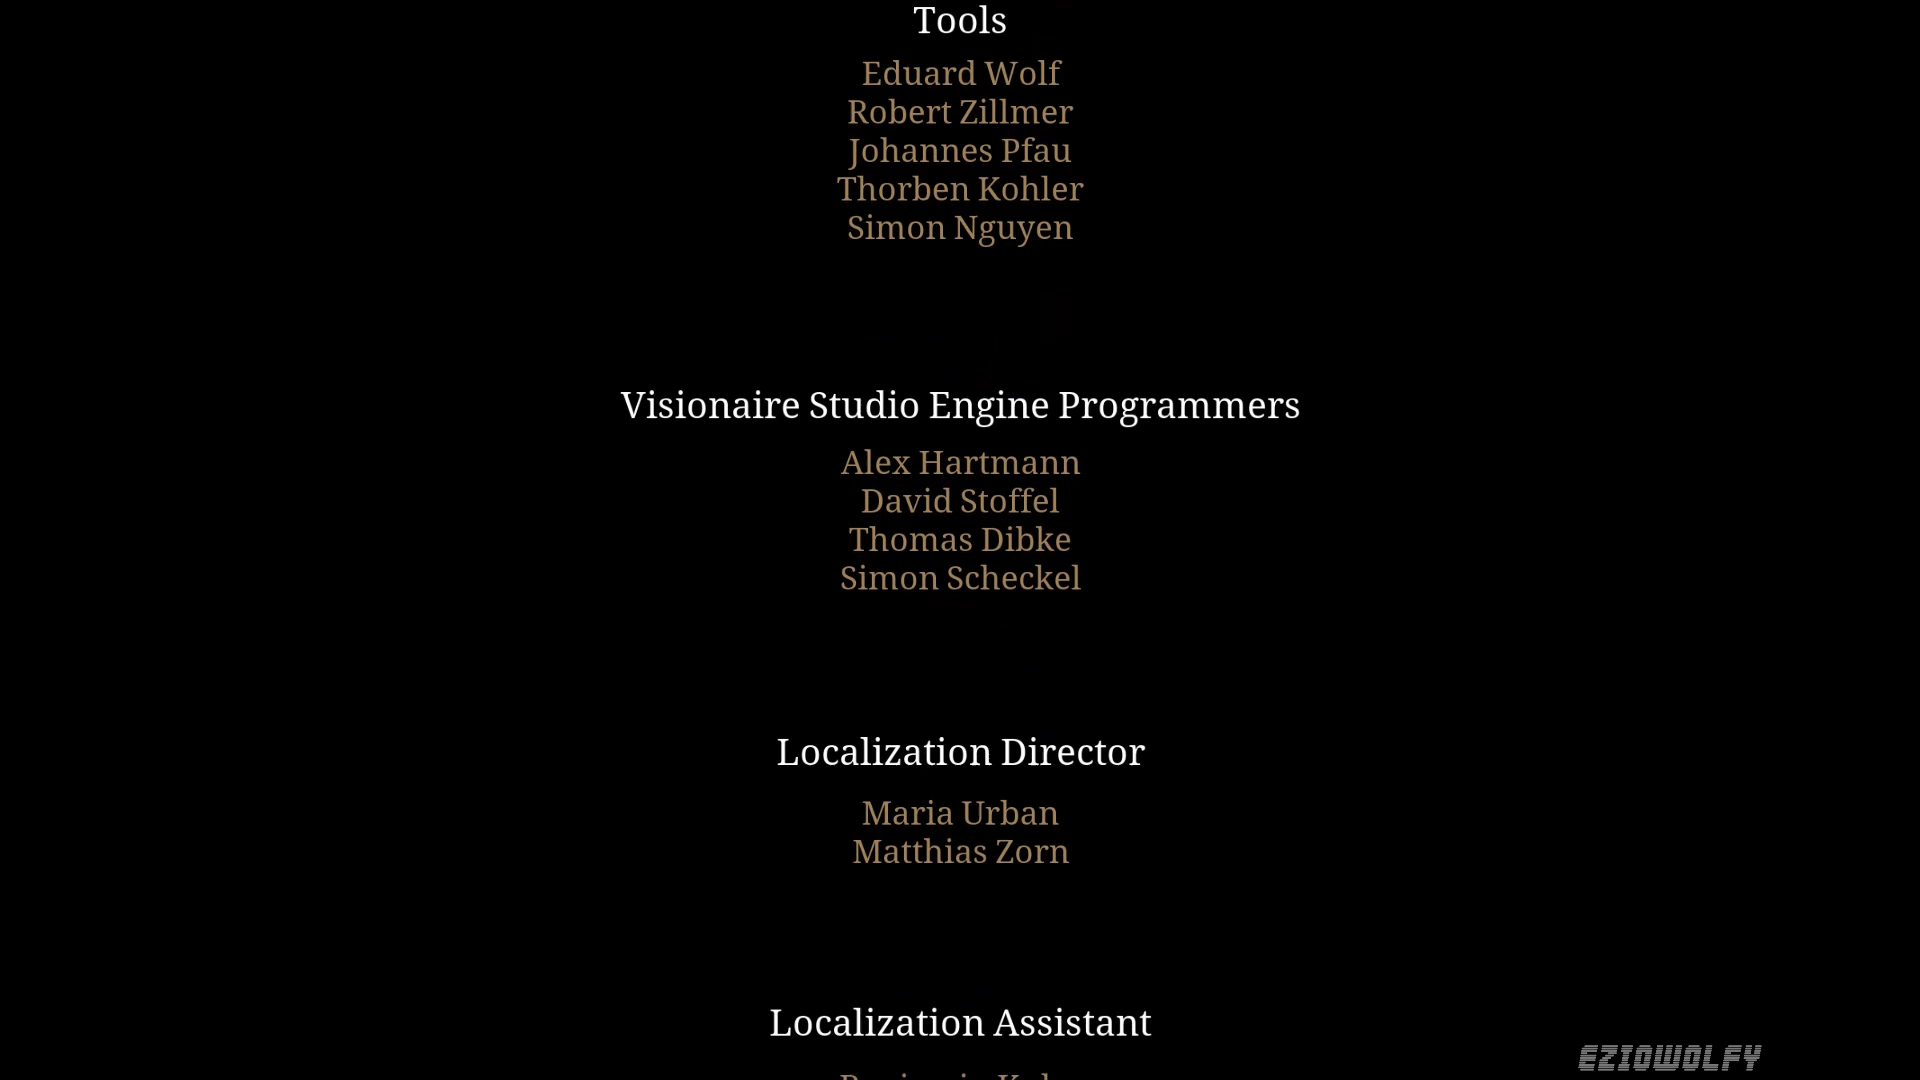 Tools
Eduard Wolf
Robert Zillmer
Johannes Pfau
Thorben Kohler
Simon Nguyen
Visionaire Studio Engine Programmers
Alex Hartmann
David Stoffel
Thomas Dibke
Simon Scheckel
Localization Director
Maria Urban
Matthias Zorn
Localization Assistant
EZIOWOLFY